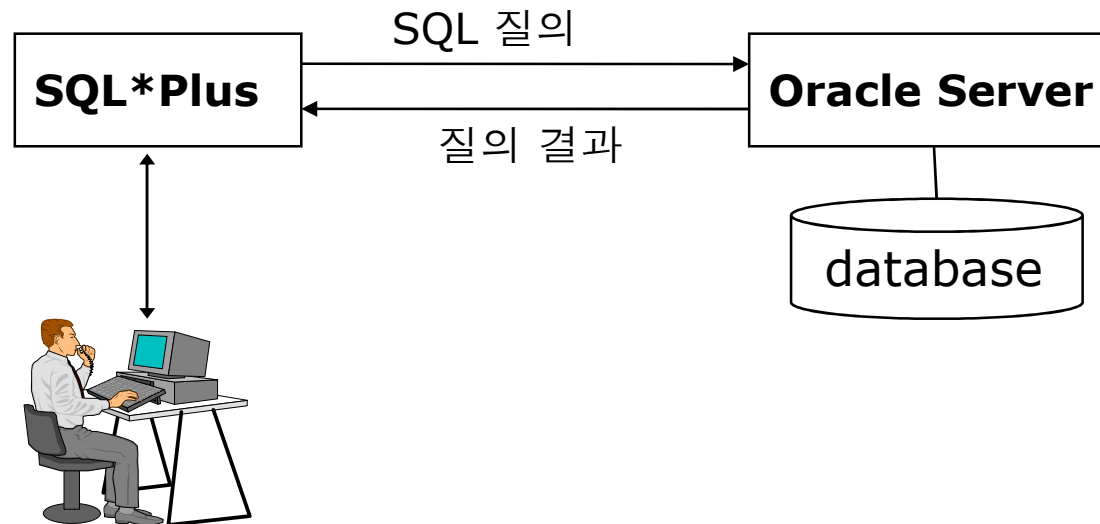 SQL 질의
SQL*Plus
Oracle Server
질의 결과
database